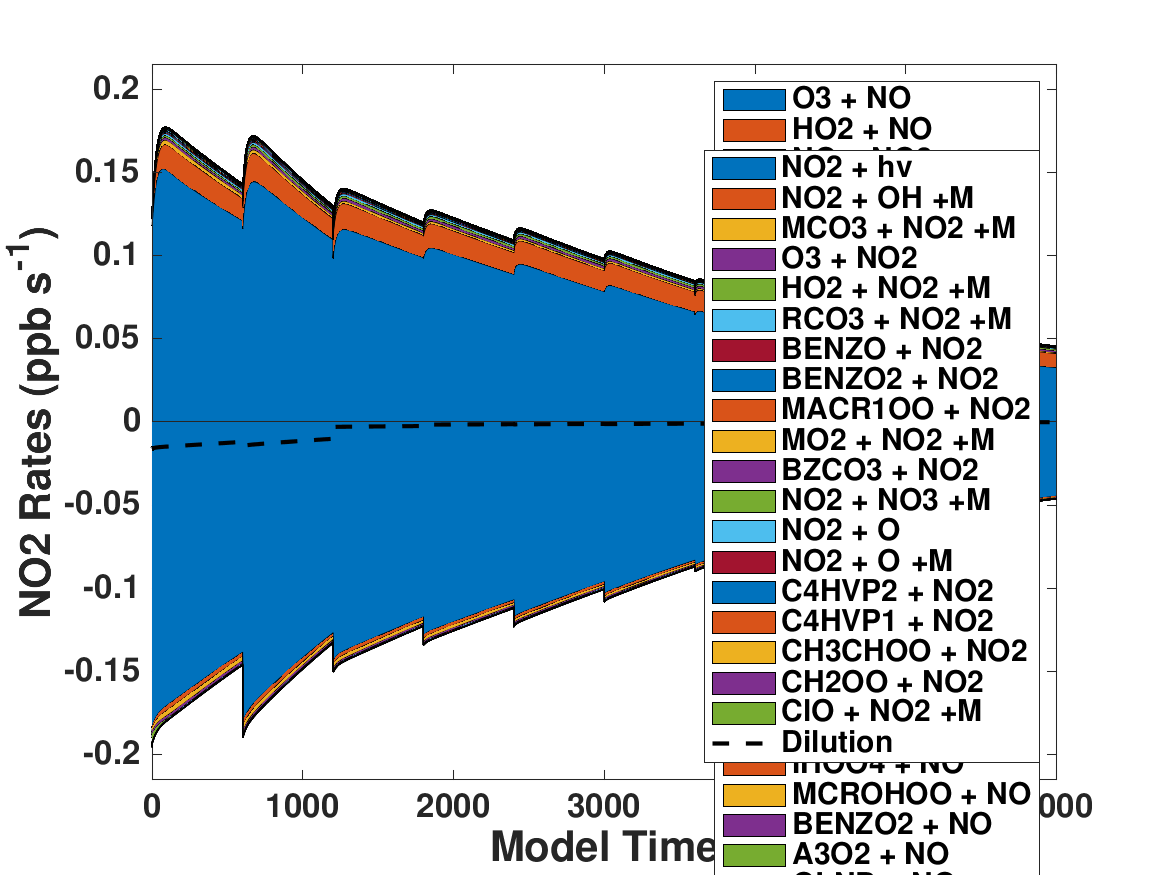 0.2
0.15
0.1
0.05
0
-0.05
-0.1
-0.15
-0.2
NO2 Rates (ppb s-1)
0 1000 2000 3000 000
Model Time
O3 + NO
HO2 + NO
NO2 + hv
NO2 + OH +M
MCO3 + NO2 +M
O3 + NO2
HO2 + NO2 +M
RCO3 + NO2 +M
BENZO + NO2
BENZO2 + NO2
MACR1OO + NO2
MO2 + NO2 +M
BZCO3 + NO2
NO2 + NO3 +M
NO2 + O
NO2 + O +M
C4HVP2 + NO2
C4HVP1 + NO2
CH3CHOO + NO2
CH2OO + NO2
ClO + NO2 +M
Dilution
IHOO4 + NO
MCROHOO + NO
BENZO2 + NO
A3O2 + NO